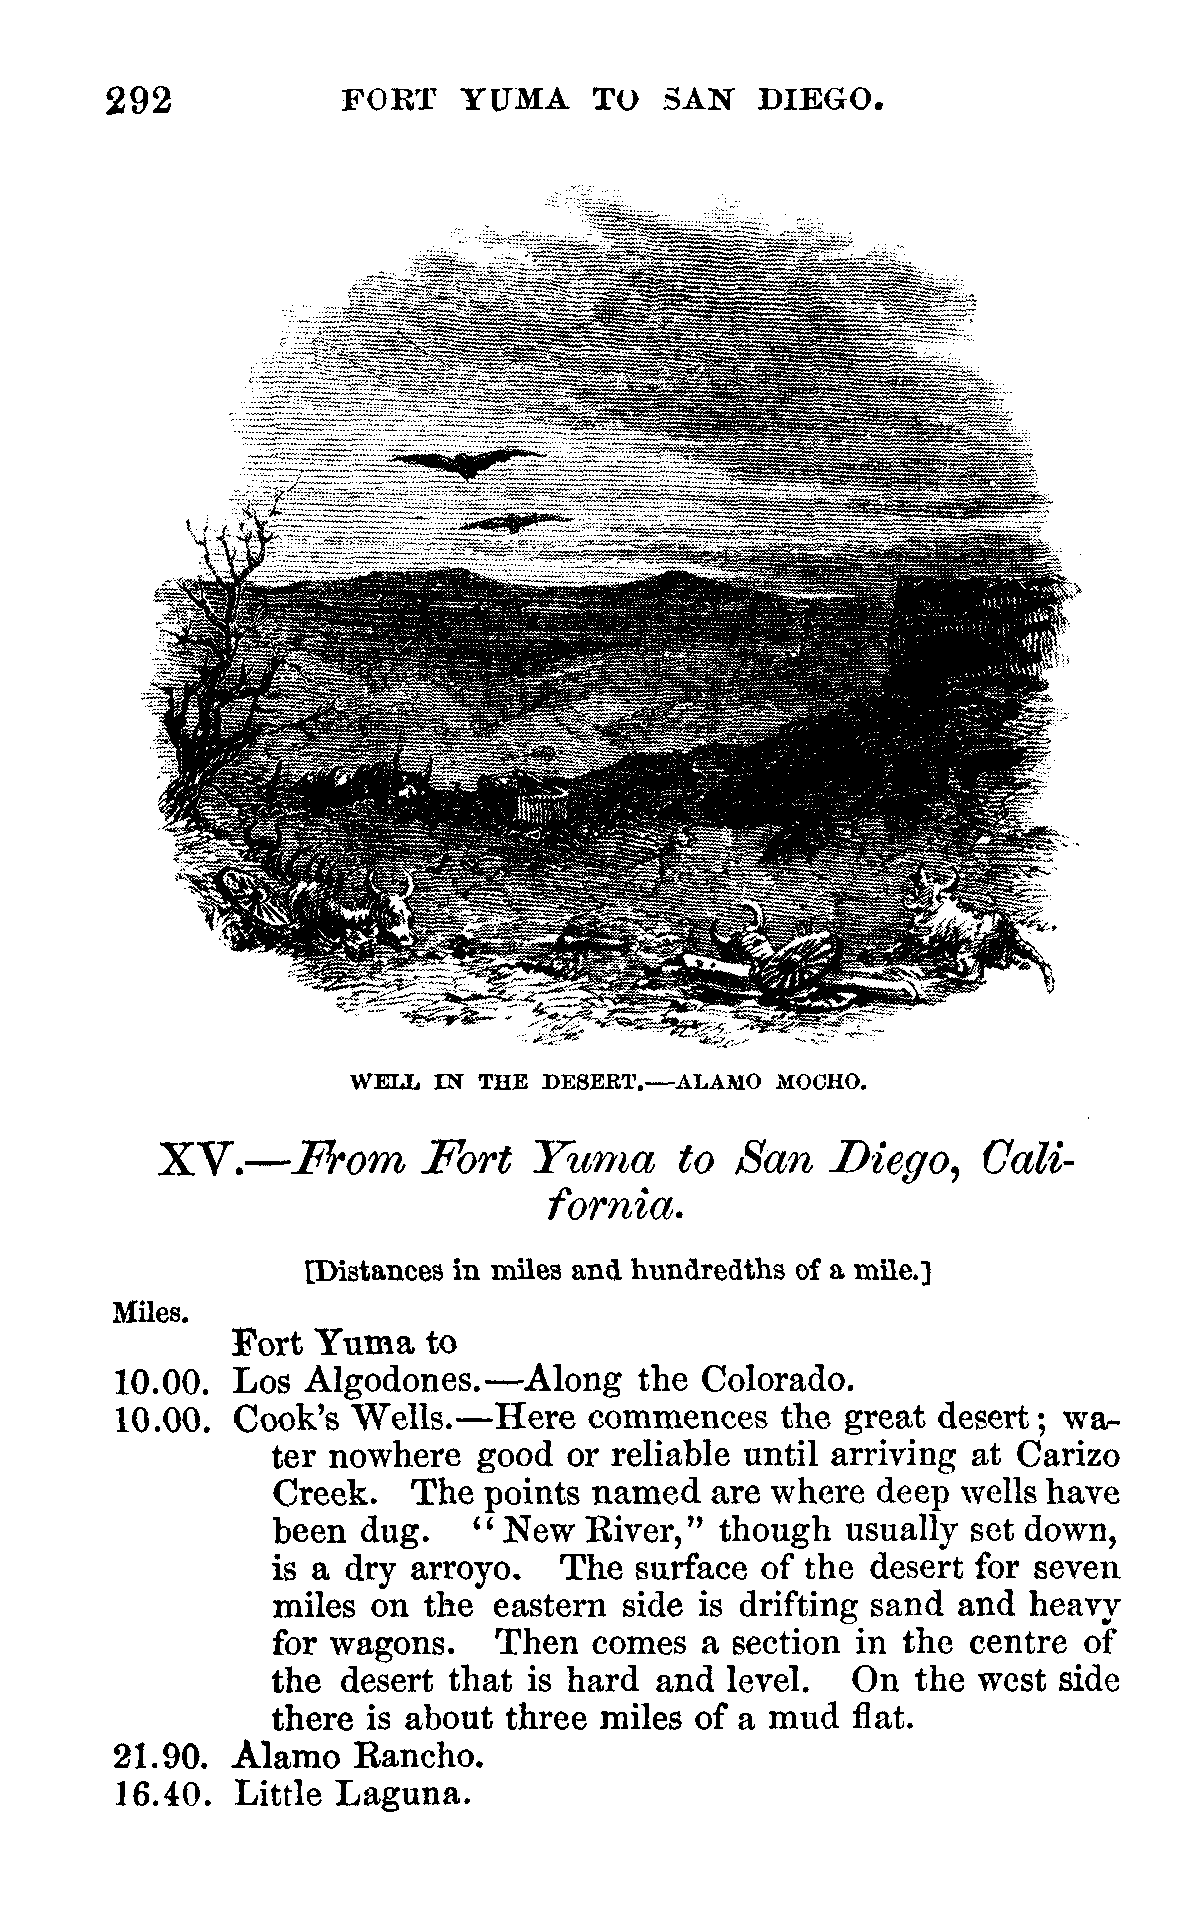 292 FORT YUMA TO SAN DIEGO.
WELL IN THE DESERT.—ALAMO MOCHO.
XV.—From Fort Yuma to San Diego, Cali-
fornia.
[Distances in miles and hundredths of a mile.]
Miles.
Fort Yuma to
10.00. Los Algodones.—Along the Colorado.
10.00. Cook's Wells.—Here commences the great desert; wa-
ter nowhere good or reliable until arriving at Carizo
Creek. The points named are where deep wells have
been dug. "New River," though usually set down,
is a dry arroyo. The surface of the desert for seven
miles on the eastern side is drifting sand and heavy
for wagons. Then comes a section in the centre of
the desert that is hard and level. On the west side
there is about three miles of a mud flat.
21.90. Alamo Rancho.
16.40. Little Laguna.